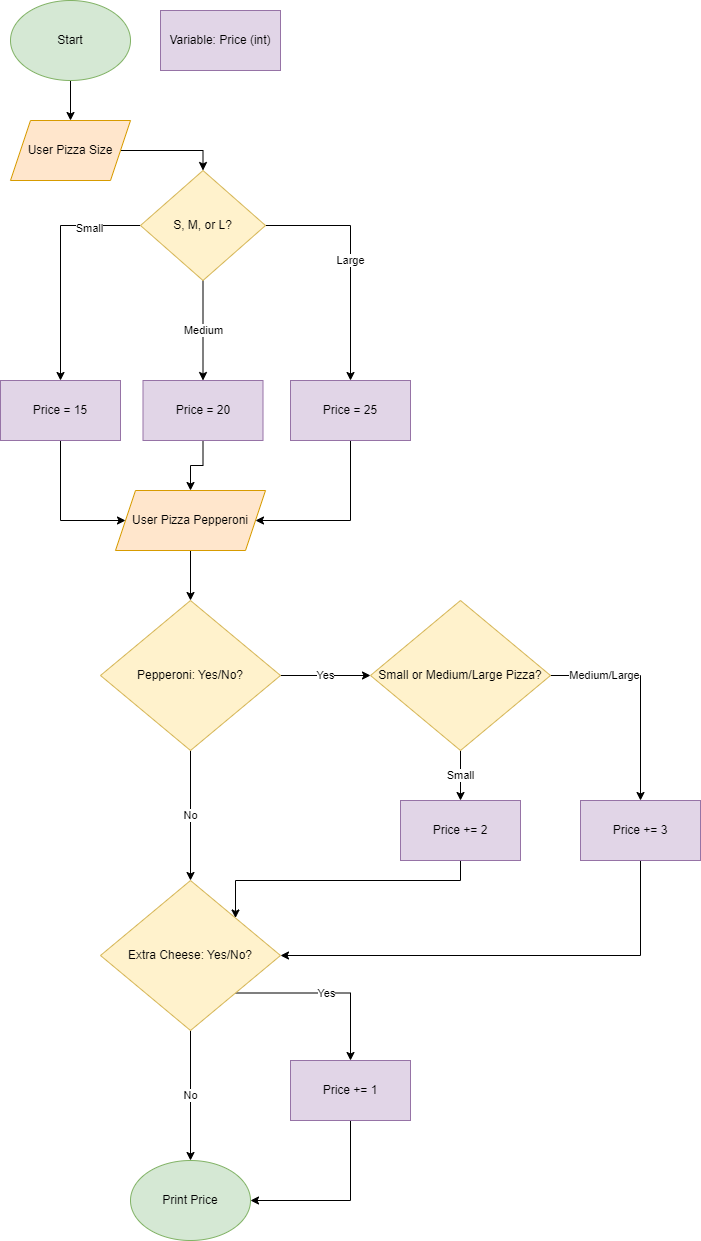 Start
Variable: Price (int)
User Pizza Size
S, M, or L?
Small
Large
Medium
Price = 15
Price = 20
Price = 25
User Pizza Pepperoni
Pepperoni: Yes/No?
Yes
Small or Medium/Large Pizza?
Medium/Large
Small
No
Price += 2
Price += 3
Extra Cheese: Yes/No?
Yes
Price += 1
No
Print Price